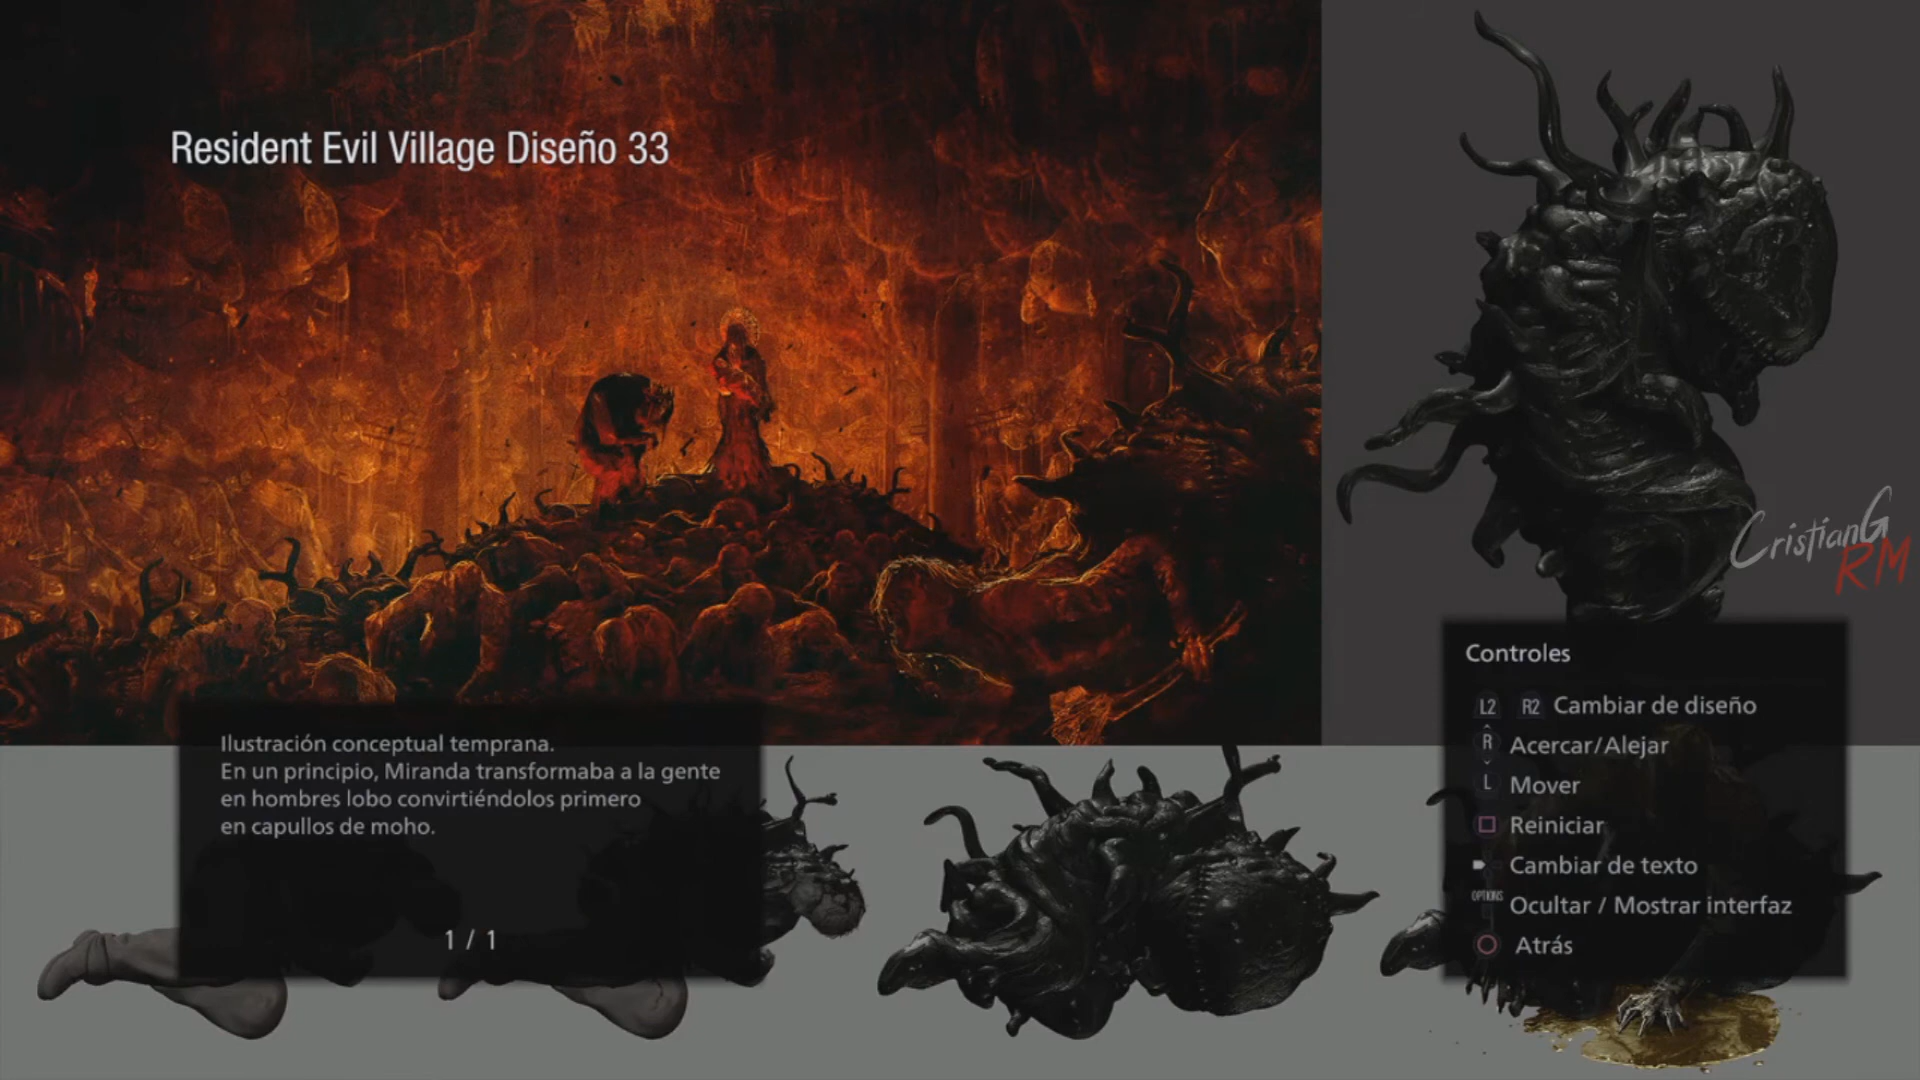 Resident Evil Village Diseño 33
CristianG
RM
Controles
L2 R2 Cambiar de diseño
R Acercar/Alejar
L Mover
Reiniciar
Cambiar de texto
OPTIONS Ocultar / Mostrar interfaz
Atrás
Ilustración conceptual temprana.
En un principio, Miranda transformaba a la gente
en hombres lobo convirtiéndolos primero
en capullos de moho.
1 / 1